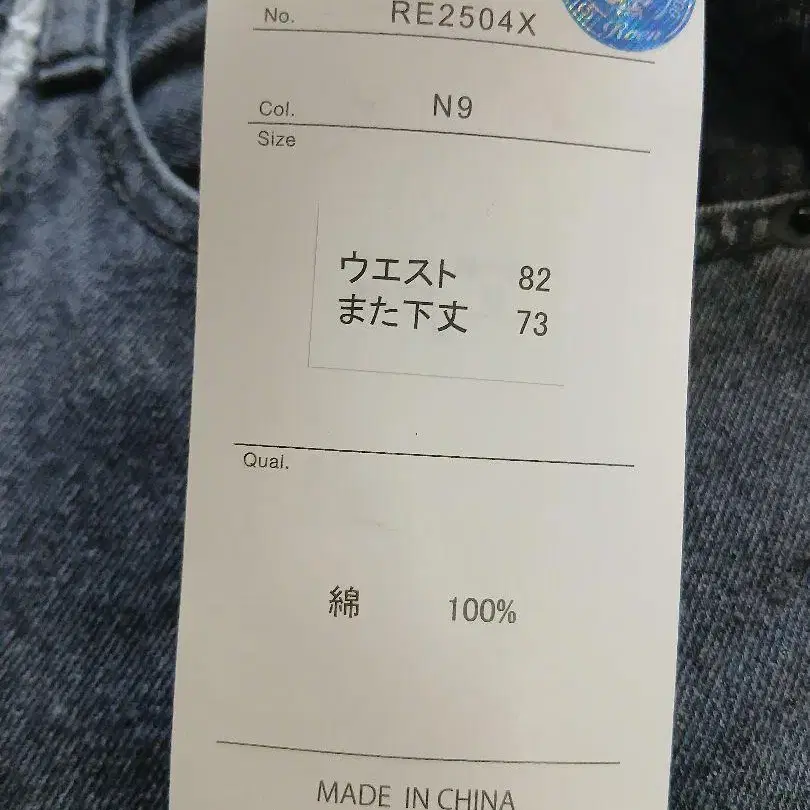 No. RE2504X
Col. N9
Size
ウエスト 82
また下丈 73
Qual.
綿 100%
MADE IN CHINA